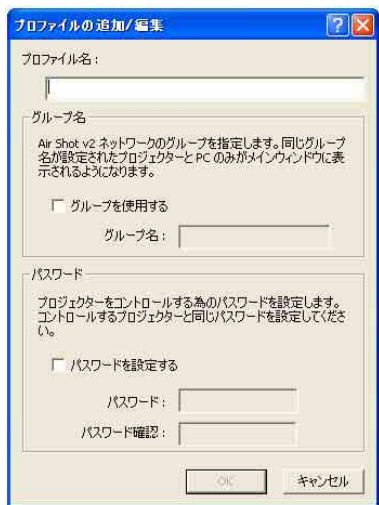 プロファイルの追加/編集
プロファイル名：
グループ名
Air Shot v2 ネットワークのグループを指定します。同じグループ
名が設定されたプロジェクターと PC のみがメインウィンドウに表
示されるようになります。
グループを使用する
グループ名：
パスワード
プロジェクターをコントロールする為のパスワードを設定します。
コントロールするプロジェクターと同じパスワードを設定してくださ
い。
パスワードを設定する
パスワード：
パスワード確認：
OK キャンセル